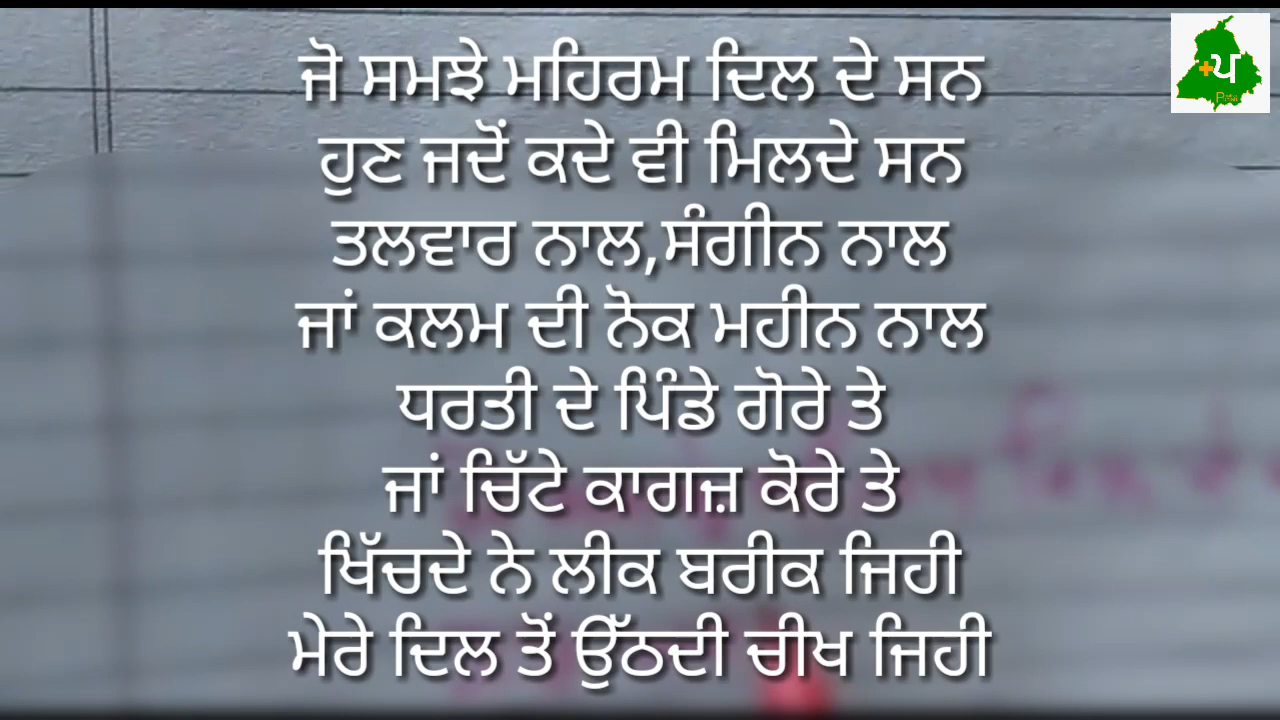 ਜੋ ਸਮਝੇ ਮਹਿਰਮ ਦਿਲ ਦੇ ਸਨ
ਹੁਣ ਜਦੋਂ ਕਦੇ ਵੀ ਮਿਲਦੇ ਸਨ
ਤਲਵਾਰ ਨਾਲ,ਸੰਗੀਨ ਨਾਲ
ਜਾਂ ਕਲਮ ਦੀ ਨੋਕ ਮਹੀਨ ਨਾਲ
ਧਰਤੀ ਦੇ ਪਿੰਡੇ ਗੋਰੇ ਤੇ
ਜਾਂ ਚਿੱਟੇ ਕਾਗਜ਼ ਕੋਰੇ ਤੇ
ਖਿੱਚਦੇ ਨੇ ਲੀਕ ਬਰੀਕ ਜਿਹੀ
ਮੇਰੇ ਦਿਲ ਤੋਂ ਉੱਠਦੀ ਚੀਖ ਜਿਹੀ
+ਪ